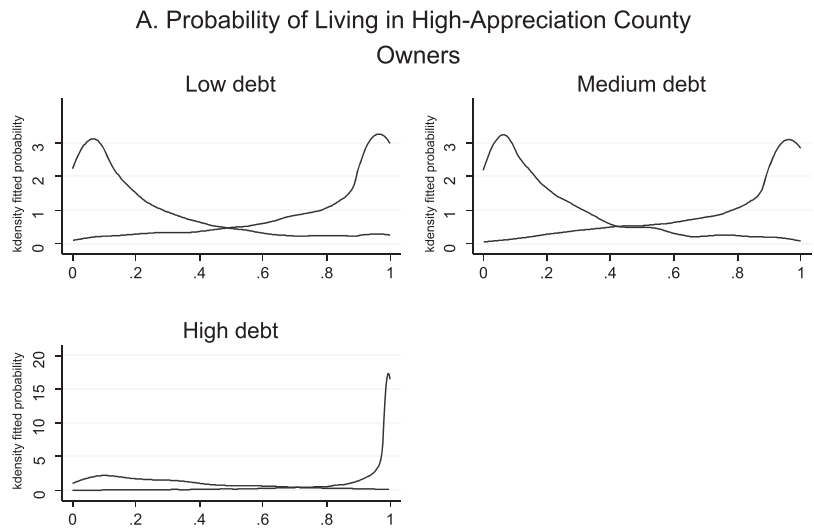 A. Probability of Living in High-Appreciation County
Owners
Low debt
kdensity fitted probability
3
2
1
0
0 .2 .4 .6 .8 1
Medium debt
kdensity fitted probability
3
2
1
0
0 .2 .4 .6 .8 1
High debt
kdensity fitted probability
20
15
10
5
0
0 .2 .4 .6 .8 1